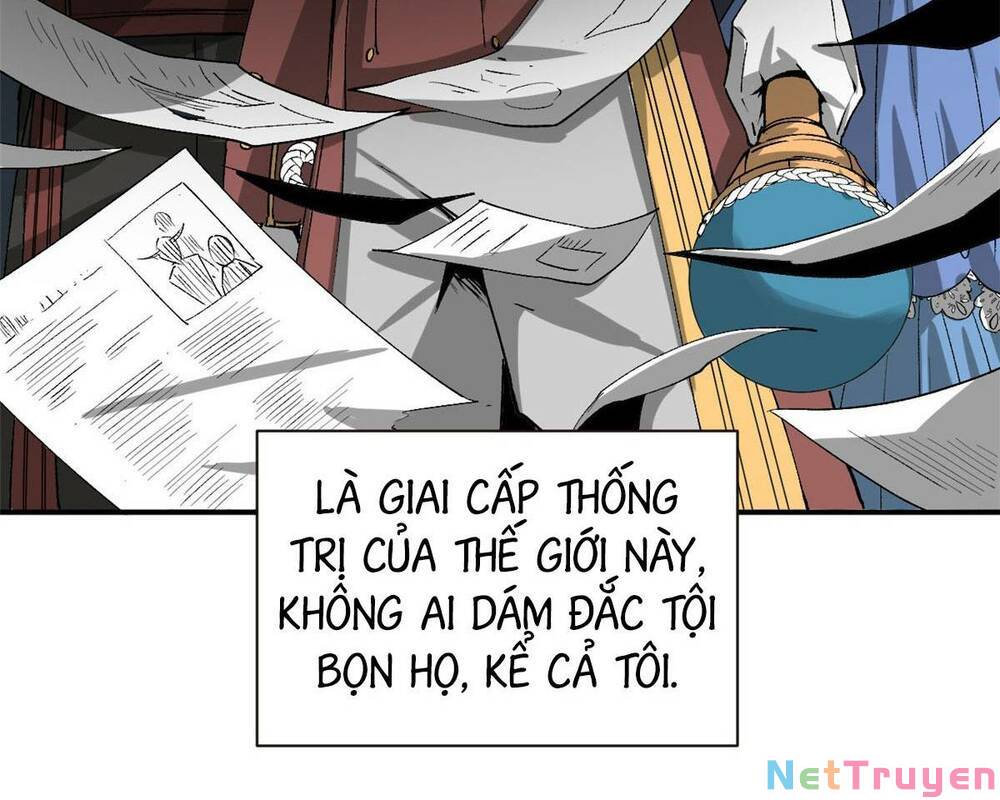 LÀ GIAI CẤP THỐNG
TRỊ CỦA THẾ GIỚI NÀY,
KHÔNG AI DÁM ĐẮC TỘI
BỌN HỌ, KỂ CẢ TÔI.
NetTruyen